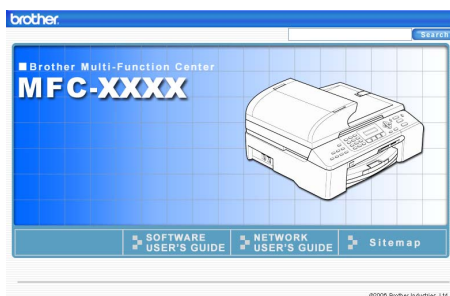 brother.
Search
■Brother Multi-Function Center
MFC-XXXX
SOFTWARE
USER'S GUIDE
NETWORK
USER'S GUIDE
Sitemap
©2006 Brother Industries, Ltd.